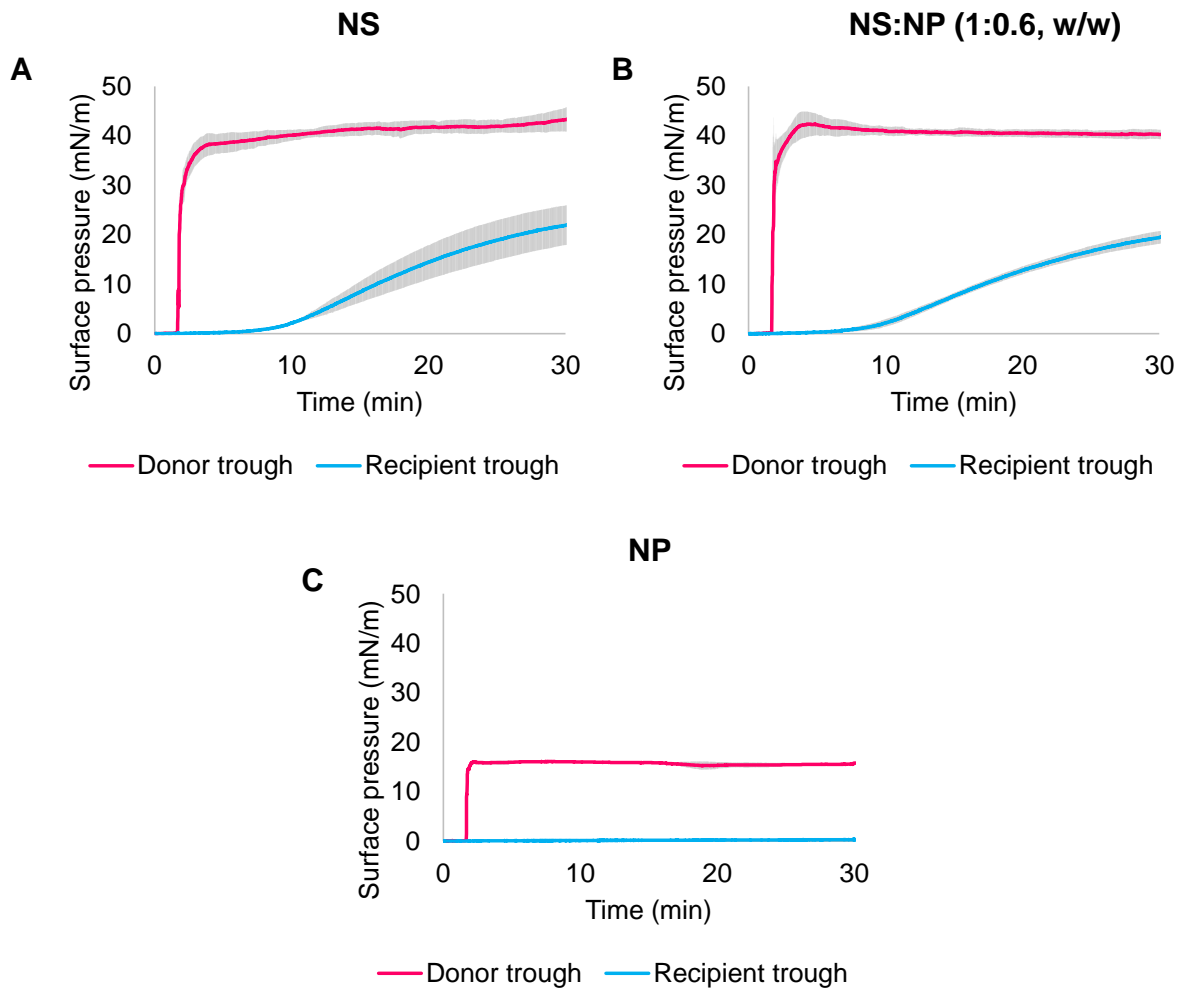 NS
A
Surface pressure (mN/m)
50
40
30
20
10
0
0 10 20 30
Time (min)
Donor trough Recipient trough
NS:NP (1:0.6, w/w)
B
Surface pressure (mN/m)
50
40
30
20
10
0
0 10 20 30
Time (min)
Donor trough Recipient trough
NP
C
Surface pressure (mN/m)
50
40
30
20
10
0
0 10 20 30
Time (min)
Donor trough Recipient trough